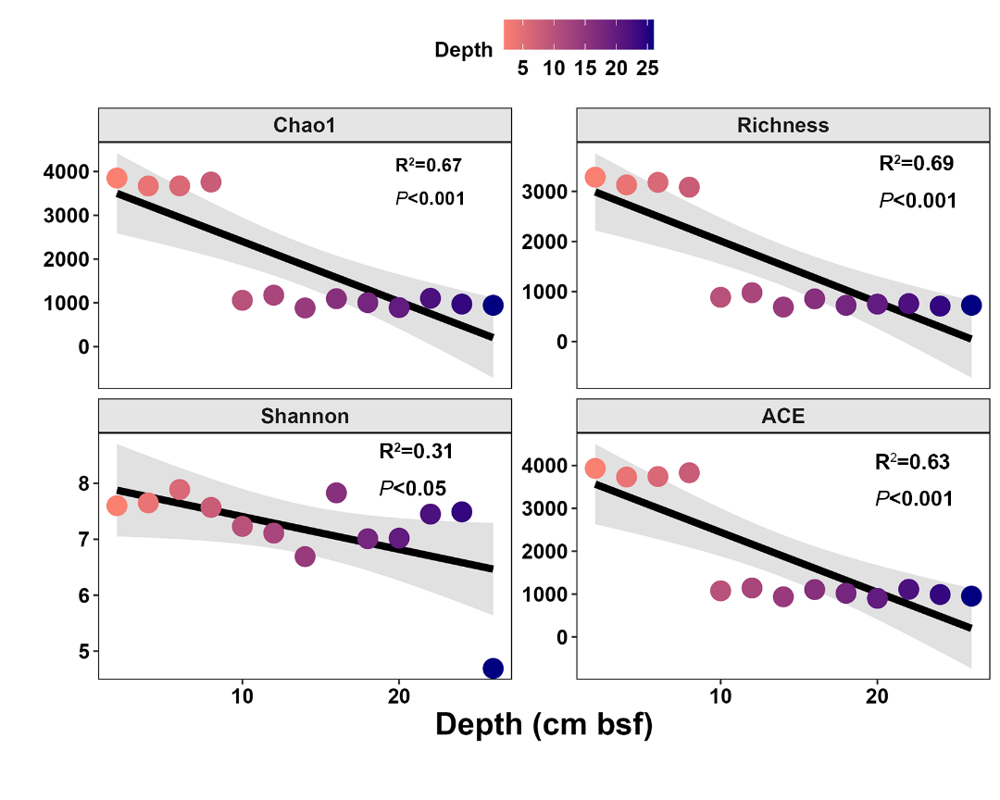 Depth
5 10 15 20 25
Chao1
R²=0.67
P<0.001
4000
3000
2000
1000
0
Richness
R²=0.69
P<0.001
3000
2000
1000
0
Shannon
R²=0.31
P<0.05
8
7
6
5
10 20
ACE
R²=0.63
P<0.001
4000
3000
2000
1000
0
10 20
Depth (cm bsf)